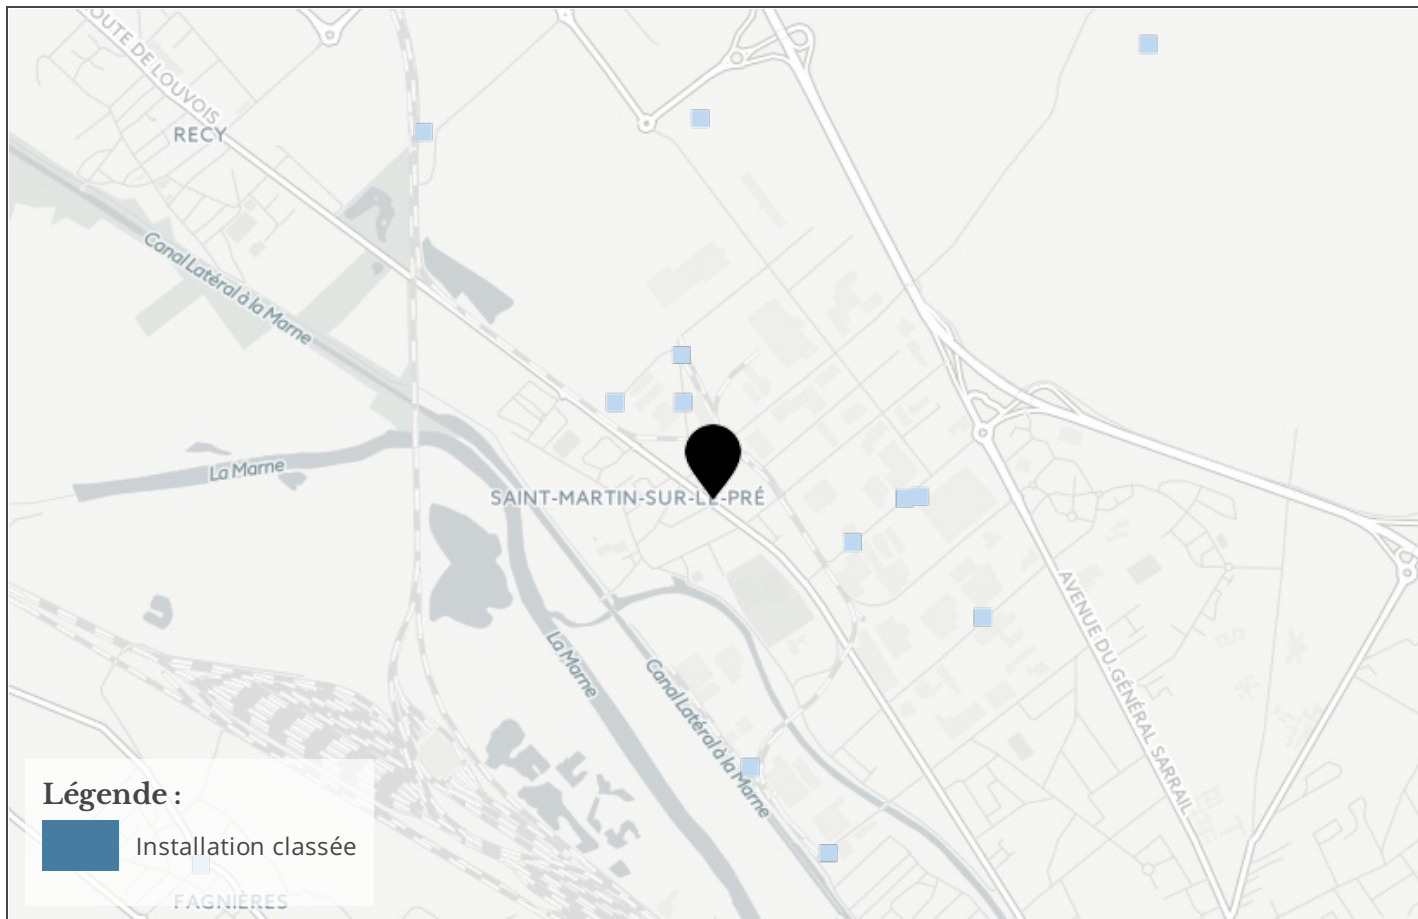 OUTE DE LOUVOIS
RECY
Canal Latéral à la Marne
La Marne
SAINT-MARTIN-SUR-LE-PRÉ
La Marne
Canal Latéral à la Marne
AVENUE DU GÉNÉRAL SARRAIL
Légende :
Installation classée
FAGNIÈRES